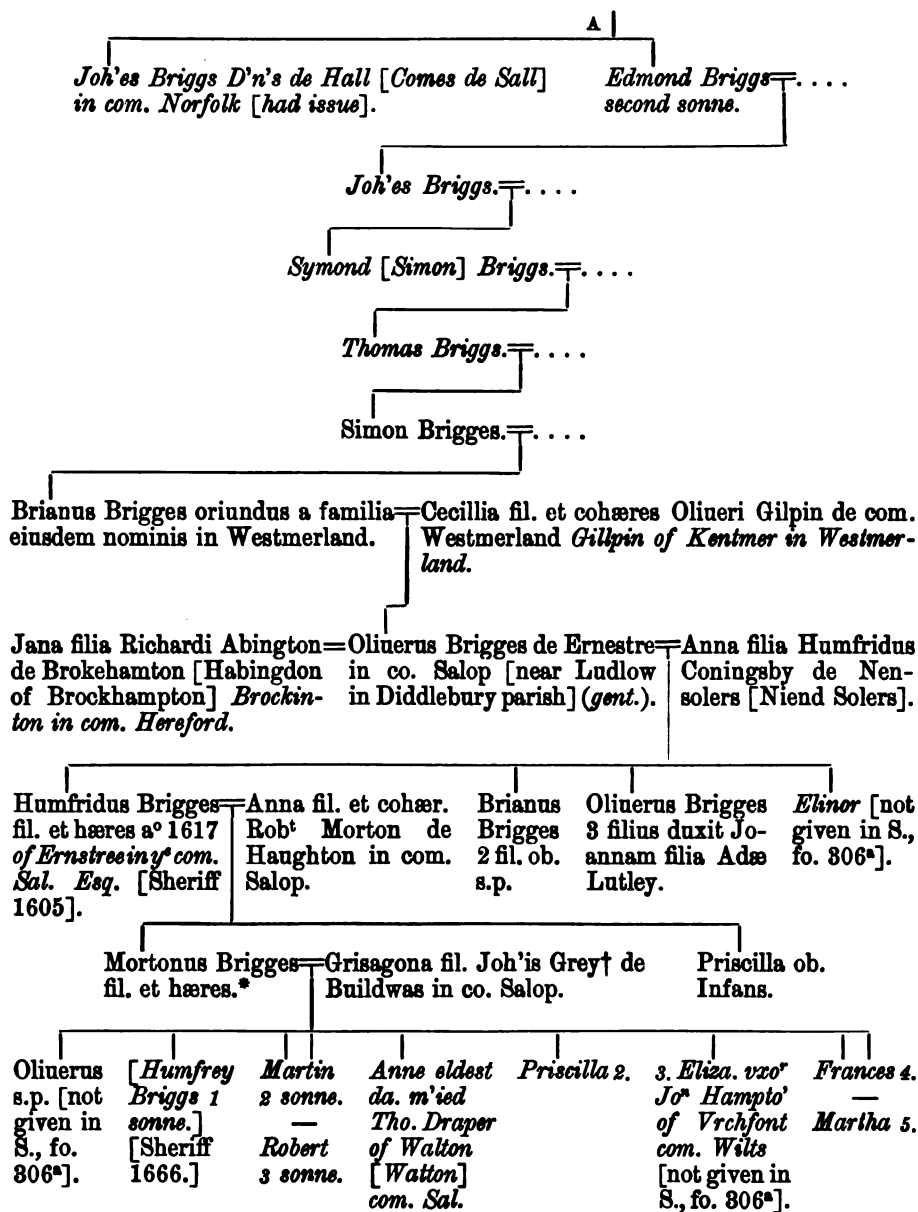 A
Joh'es Briggs D'n's de Hall [Comes de Sall]
in com. Norfolk [had issue].
Edmond Briggs=. . . .
second sonne.
Joh'es Briggs.=. . . .
Symond [Simon] Briggs.=. . . .
Thomas Briggs.=. . . .
Simon Brigges.=. . . .
Brianus Brigges oriundus a familia=
eiusdem nominis in Westmerland.
Cecillia fil. et cohæres Oliueri Gilpin de com.
Westmerland Gillpin of Kentmer in Westmer-
land.
Jana filia Richardi Abington=
de Brokehamton [Habingdon
of Brockhampton] Brockin-
ton in com. Hereford.
Oliuerus Brigges de Ernestre=
in co. Salop [near Ludlow
in Diddlebury parish] (gent.).
Anna filia Humfridus
Coningsby de Nen-
solers [Niend Solers].
Humfridus Brigges=
fil. et hæres aº 1617
of Ernstree in yᵉ com.
Sal. Esq. [Sheriff
1605].
Anna fil. et cohær.
Robᵗ Morton de
Haughton in com.
Salop.
Brianus
Brigges
2 fil. ob.
s.p.
Oliuerus Brigges
3 filius duxit Jo-
annam filia Adæ
Lutley.
Elinor [not
given in S.,
fo. 306ᵃ].
Mortonus Brigges=
fil. et hæres.*
Grisagona fil. Joh'is Grey† de
Buildwas in co. Salop.
Priscilla ob.
Infans.
Oliuerus
s.p. [not
given in
S., fo.
306ᵃ].
[Humfrey
Briggs 1
sonne.]
[Sheriff
1666.]
Martin
2 sonne.
—
Robert
3 sonne.
Anne eldest
da. m'ied
Tho. Draper
of Walton
[Watton]
com. Sal.
Priscilla 2.
3. Eliza. vxoʳ
Joⁿ Hampto'
of Vrchfont
com. Wilts
[not given in
S., fo. 306ᵃ].
Frances 4.
—
Martha 5.